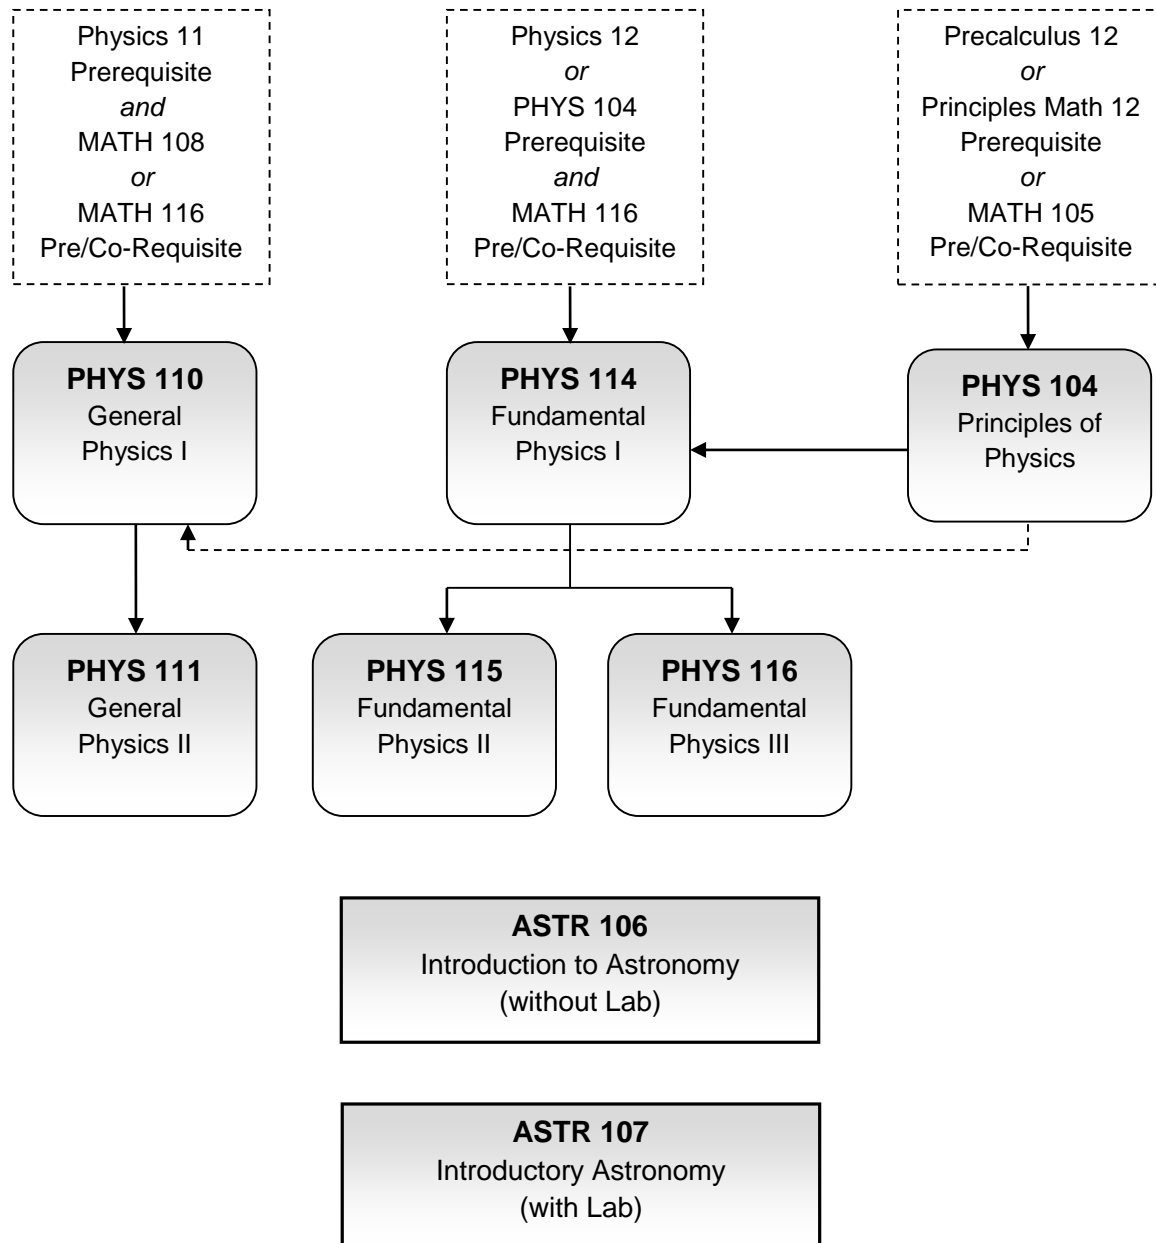 Physics 11
Prerequisite
and
MATH 108
or
MATH 116
Pre/Co-Requisite
Physics 12
or
PHYS 104
Prerequisite
and
MATH 116
Pre/Co-Requisite
Precalculus 12
or
Principles Math 12
Prerequisite
or
MATH 105
Pre/Co-Requisite
PHYS 110
General
Physics I
PHYS 114
Fundamental
Physics I
PHYS 104
Principles of
Physics
PHYS 111
General
Physics II
PHYS 115
Fundamental
Physics II
PHYS 116
Fundamental
Physics III
ASTR 106
Introduction to Astronomy
(without Lab)
ASTR 107
Introductory Astronomy
(with Lab)